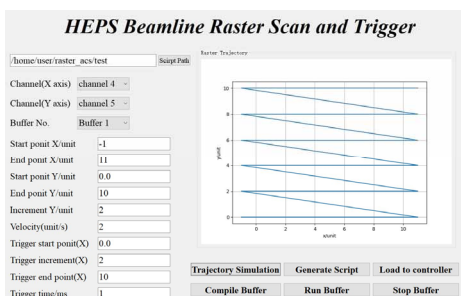 HEPS Beamline Raster Scan and Trigger
/home/user/raster_acs/test
Scirpt Path
Channel(X axis) channel 4
Channel(Y axis) channel 5
Buffer No. Buffer 1
Start ponit X/unit -1
End ponit X/unit 11
Start ponit Y/unit 0.0
End ponit Y/unit 10
Increment Y/unit 2
Velocity(unit/s) 2
Trigger start ponit(X) 0.0
Trigger increment(X) 2
Trigger end point(X) 10
Trigger time/ms 1
Raster Trajectory
10
8
6
4
2
0
y/unit
0 2 4 6 8 10
x/unit
Trajectory Simulation Generate Script Load to controller
Compile Buffer Run Buffer Stop Buffer